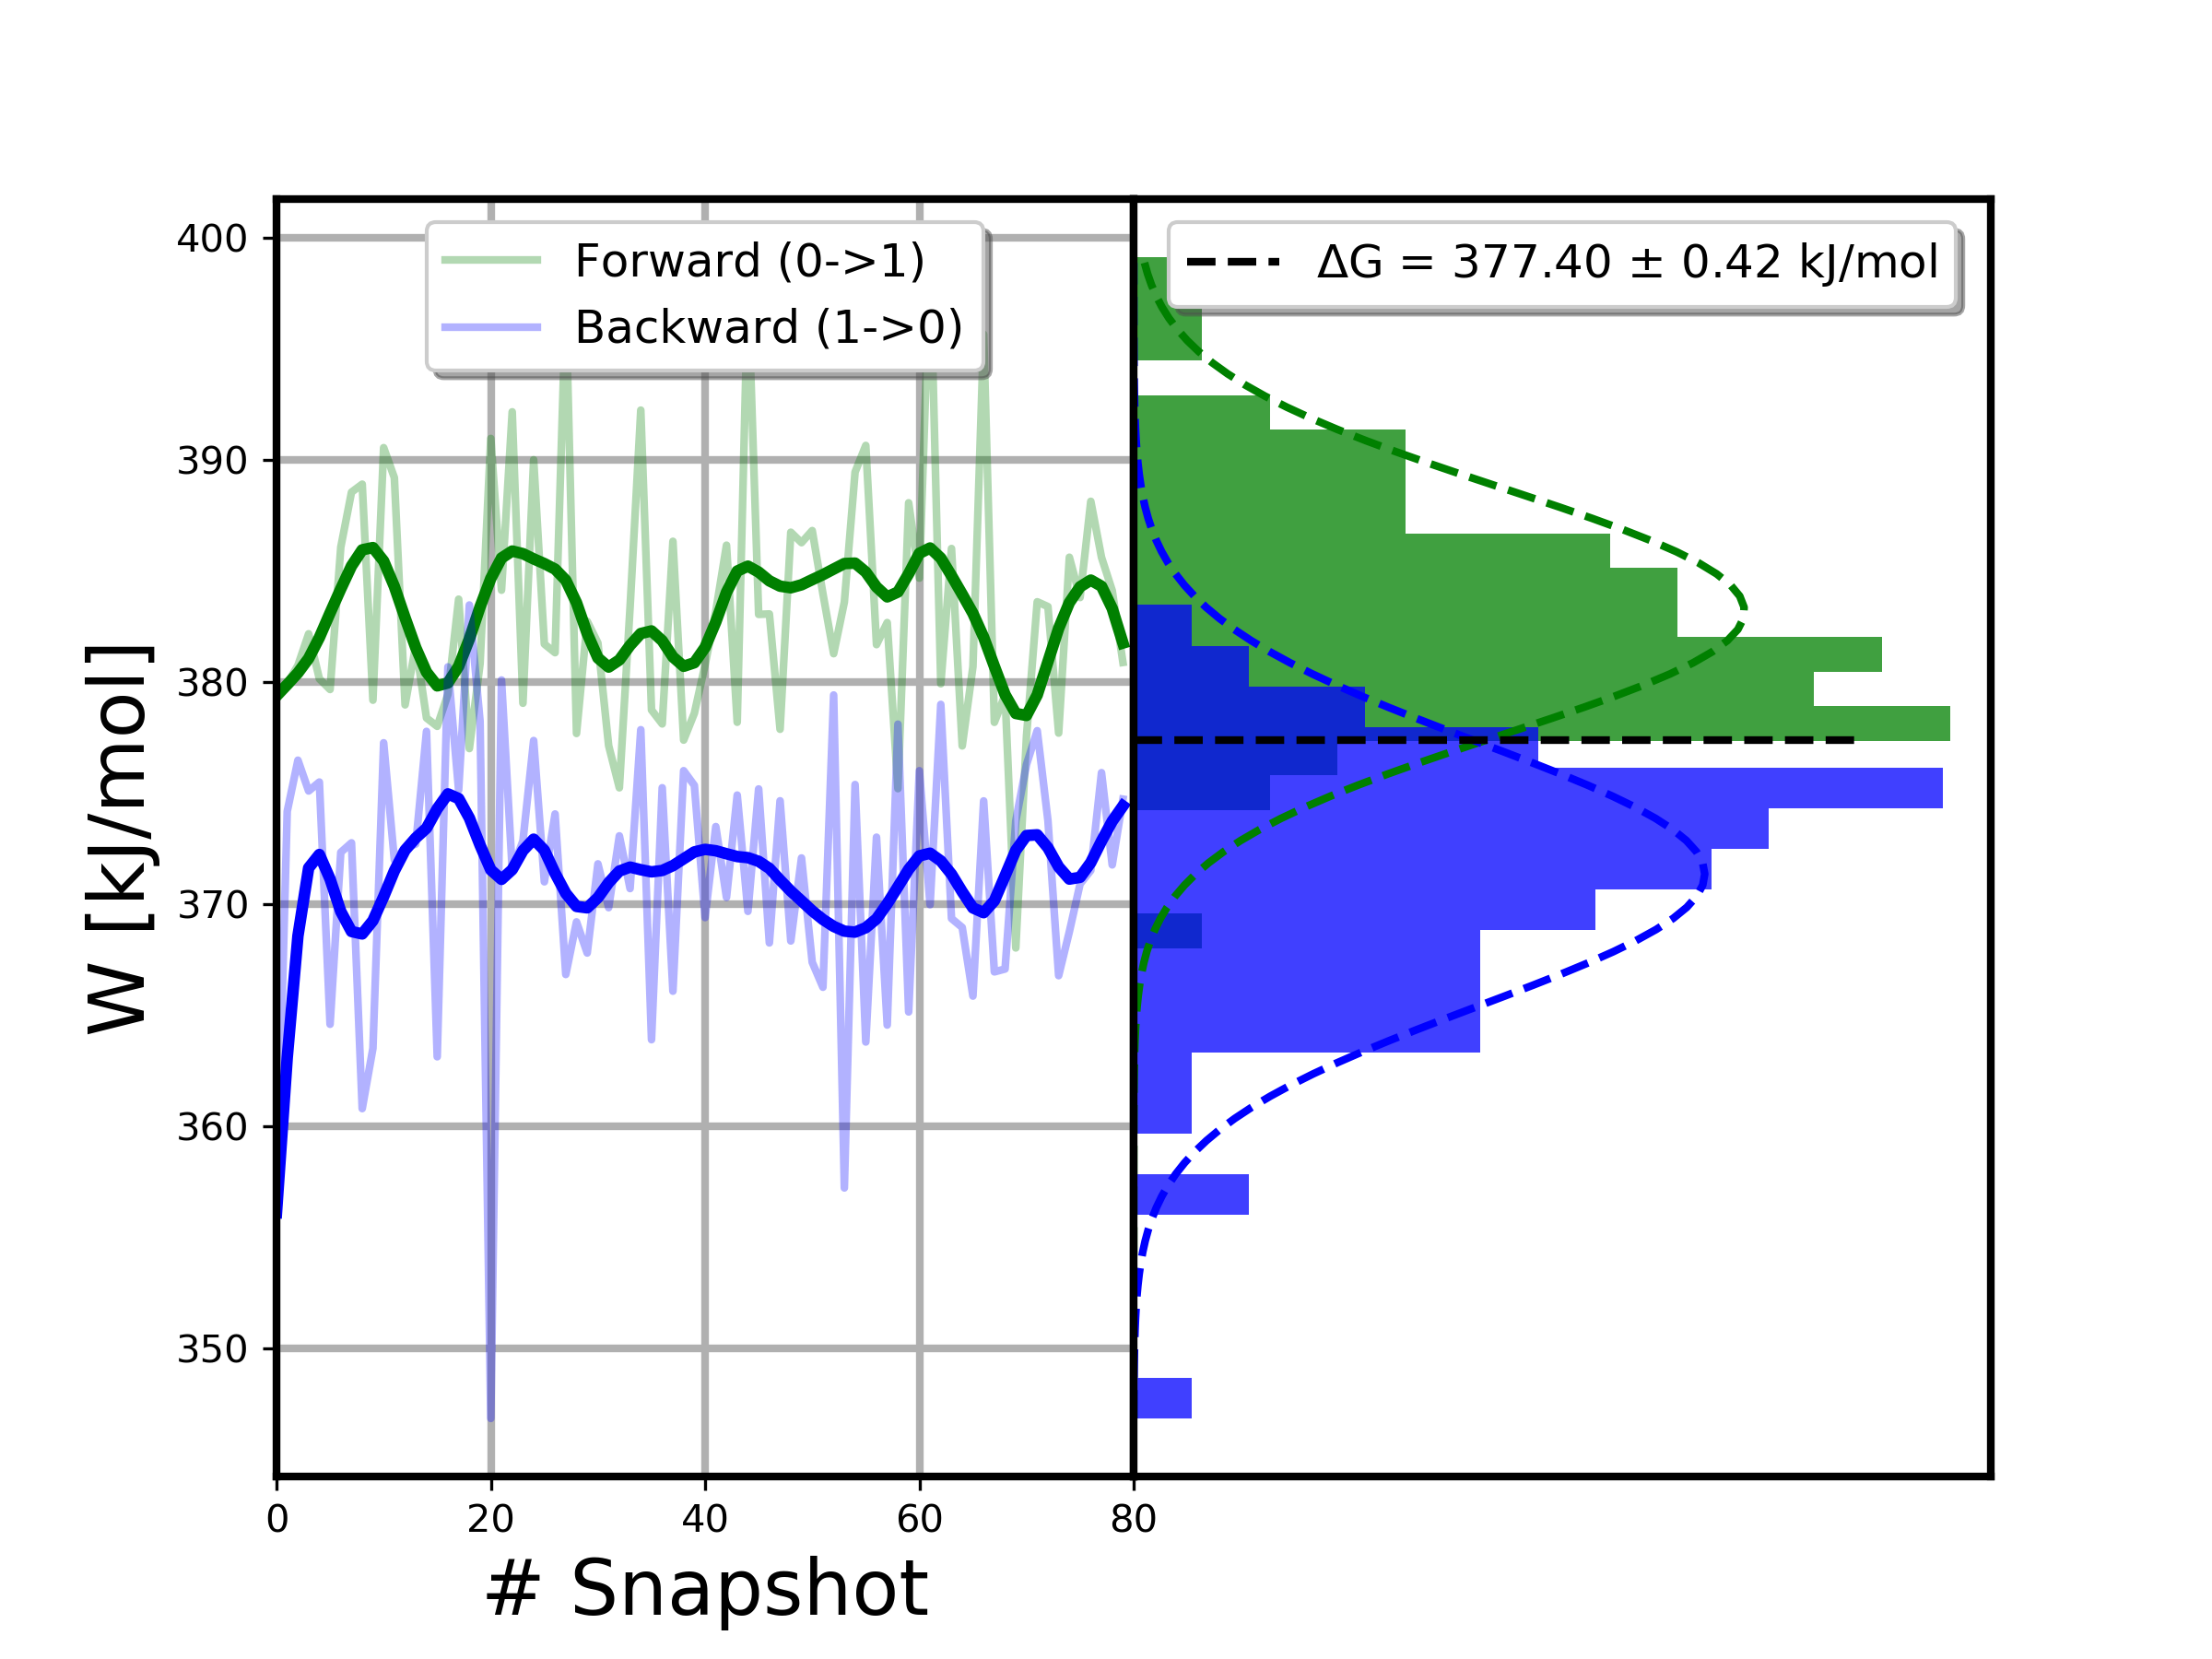 Forward (0->1)
Backward (1->0)
ΔG = 377.40 ± 0.42 kJ/mol
400
390
380
370
360
350
W [kJ/mol]
0
20
40
60
80
# Snapshot